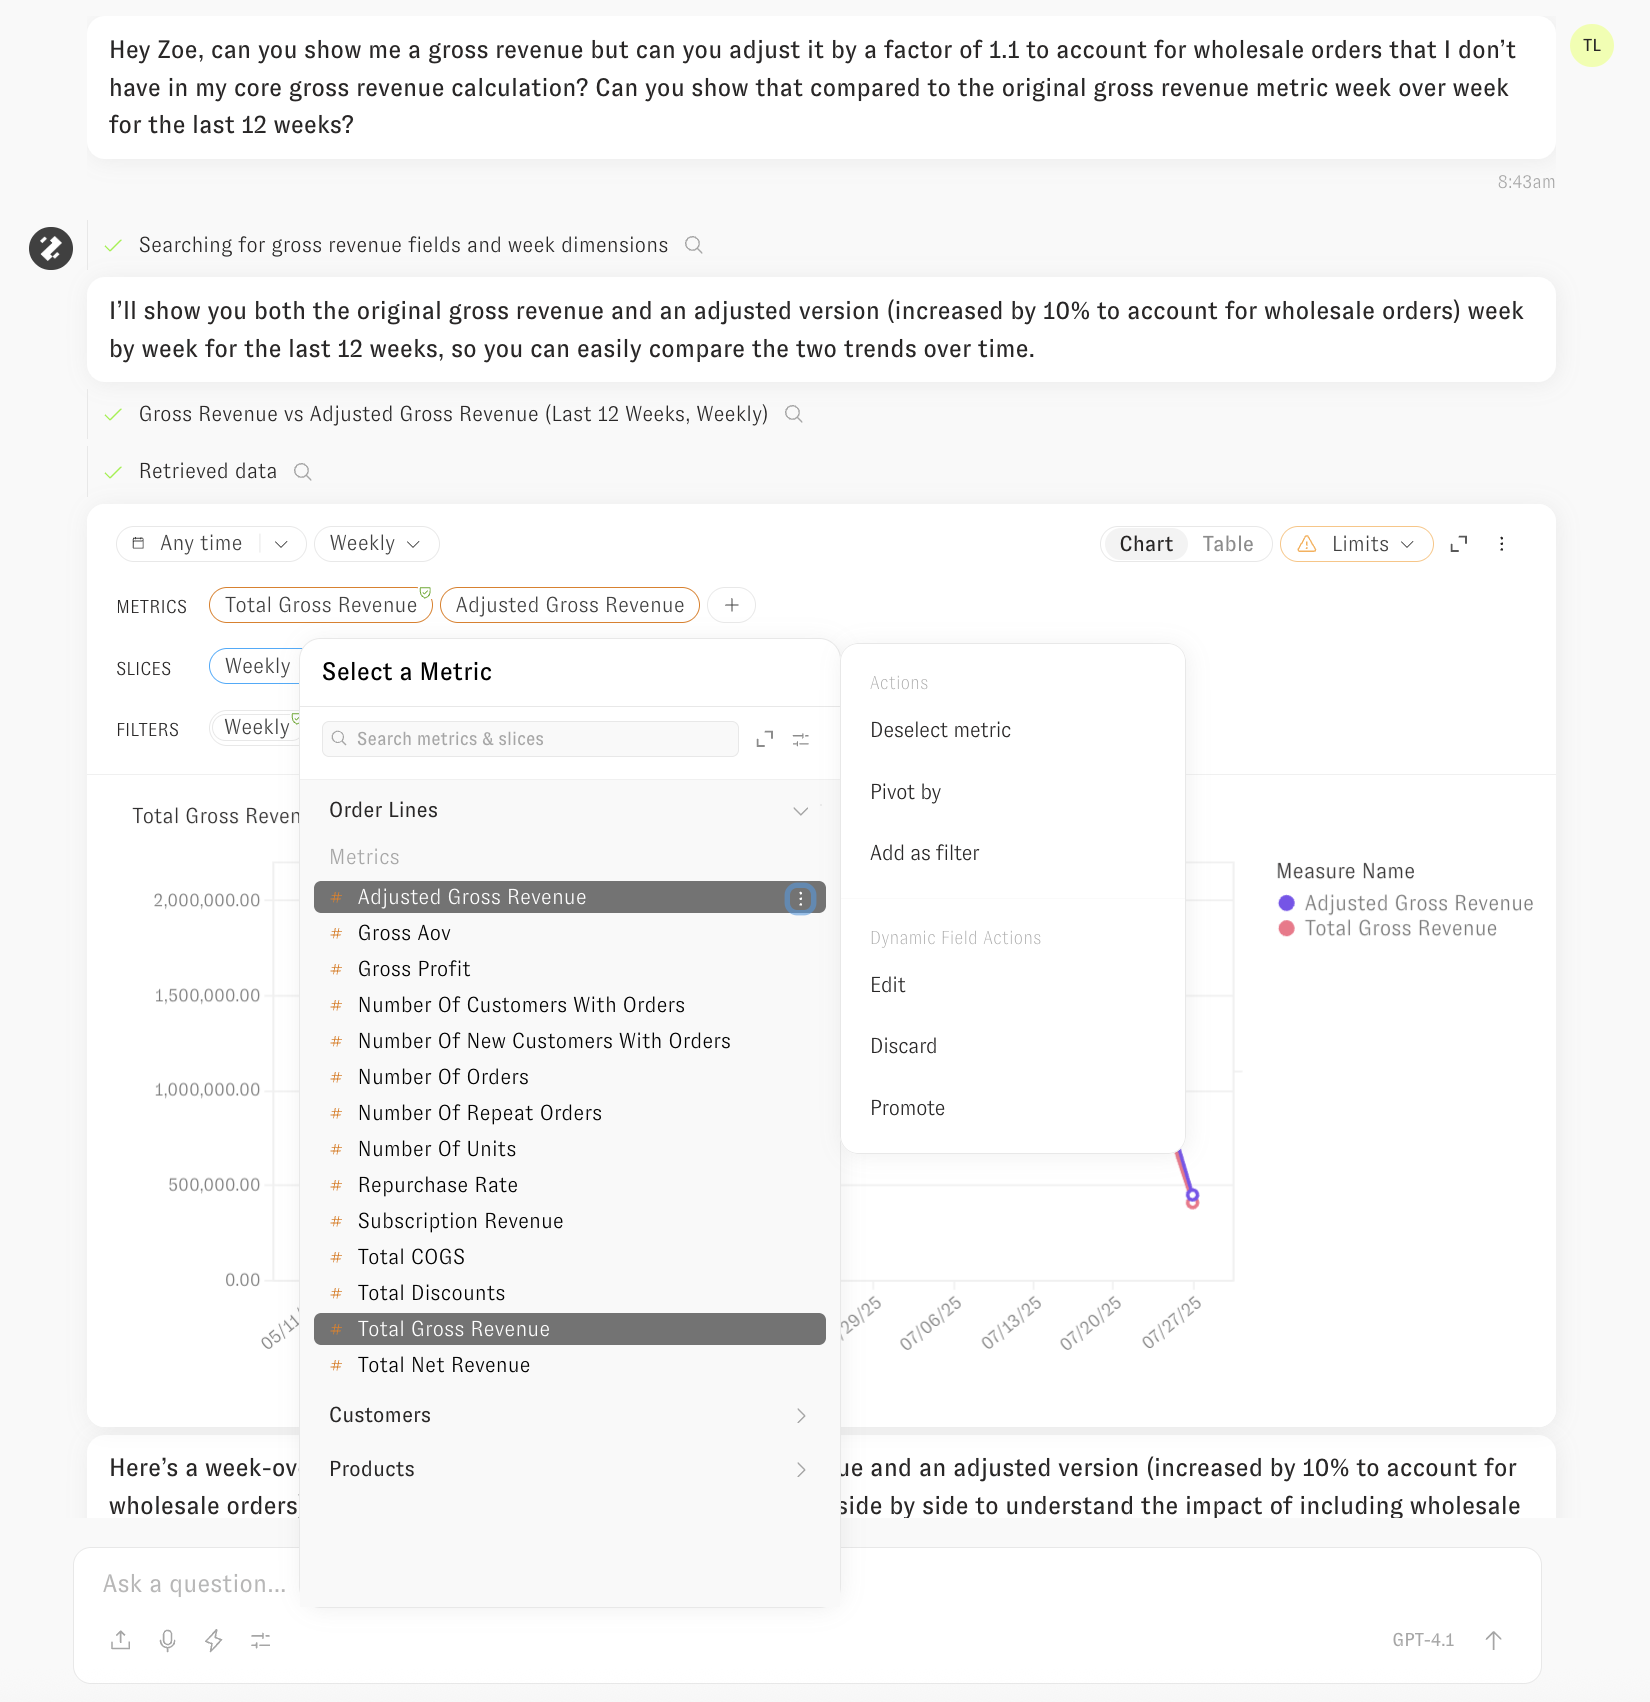 Hey Zoe, can you show me a gross revenue but can you adjust it by a factor of 1.1 to account for wholesale orders that I don’t
have in my core gross revenue calculation? Can you show that compared to the original gross revenue metric week over week
for the last 12 weeks?
TL
8:43am
Searching for gross revenue fields and week dimensions
I’ll show you both the original gross revenue and an adjusted version (increased by 10% to account for wholesale orders) week
by week for the last 12 weeks, so you can easily compare the two trends over time.
Gross Revenue vs Adjusted Gross Revenue (Last 12 Weeks, Weekly)
Retrieved data
Any time
Weekly
Chart
Table
Limits
METRICS
Total Gross Revenue
Adjusted Gross Revenue
SLICES
Weekly
FILTERS
Weekly
Select a Metric
Search metrics & slices
Order Lines
Metrics
# Adjusted Gross Revenue
# Gross Aov
# Gross Profit
# Number Of Customers With Orders
# Number Of New Customers With Orders
# Number Of Orders
# Number Of Repeat Orders
# Number Of Units
# Repurchase Rate
# Subscription Revenue
# Total COGS
# Total Discounts
# Total Gross Revenue
# Total Net Revenue
Customers
Products
Actions
Deselect metric
Pivot by
Add as filter
Dynamic Field Actions
Edit
Discard
Promote
Total Gross Reven
2,000,000.00
1,500,000.00
1,000,000.00
500,000.00
0.00
05/11/
29/25
07/06/25
07/13/25
07/20/25
07/27/25
Measure Name
Adjusted Gross Revenue
Total Gross Revenue
Here’s a week-ov ue and an adjusted version (increased by 10% to account for
wholesale orders) side by side to understand the impact of including wholesale
Ask a question...
GPT-4.1